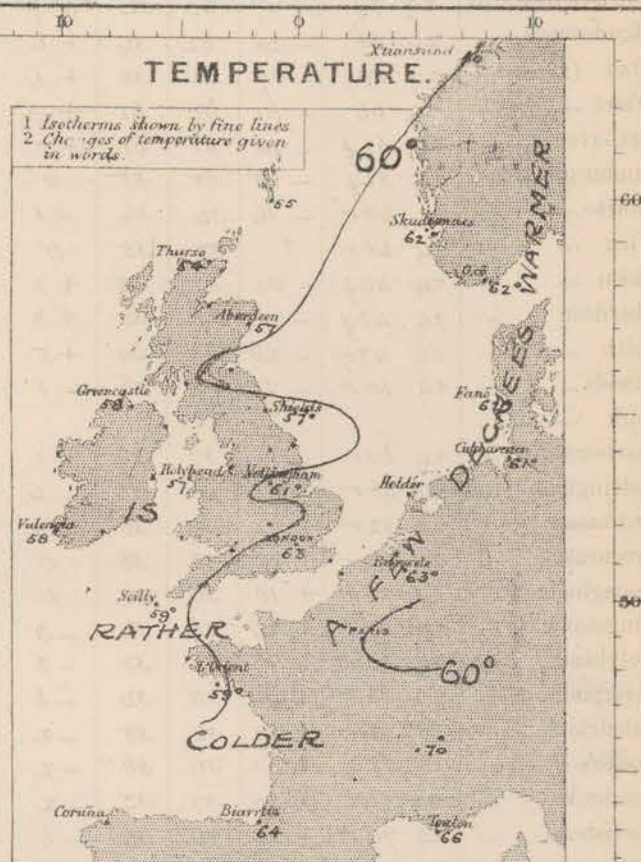 10 0 10
Xtiansund
TEMPERATURE.
1 Isotherms shown by fine lines
2 Changes of temperature given
in words.
60°
55
60
Skudesnaes
62°
Thurso
54°
Oxö
62°
WARMER
Aberdeen
57
Greencastle
58
Shields
57°
Fanö
Cuxhaven
61°
DEGREES
Holyhead
57
Nottingham
61°
Helder
IS
Valencia
58
LONDON
63
Brussels
63°
FEW
A
Scilly
59°
50
RATHER
PARIS
L'Orient
59°
60°
COLDER
70
Coruña
Biarritz
64
Toulon
66